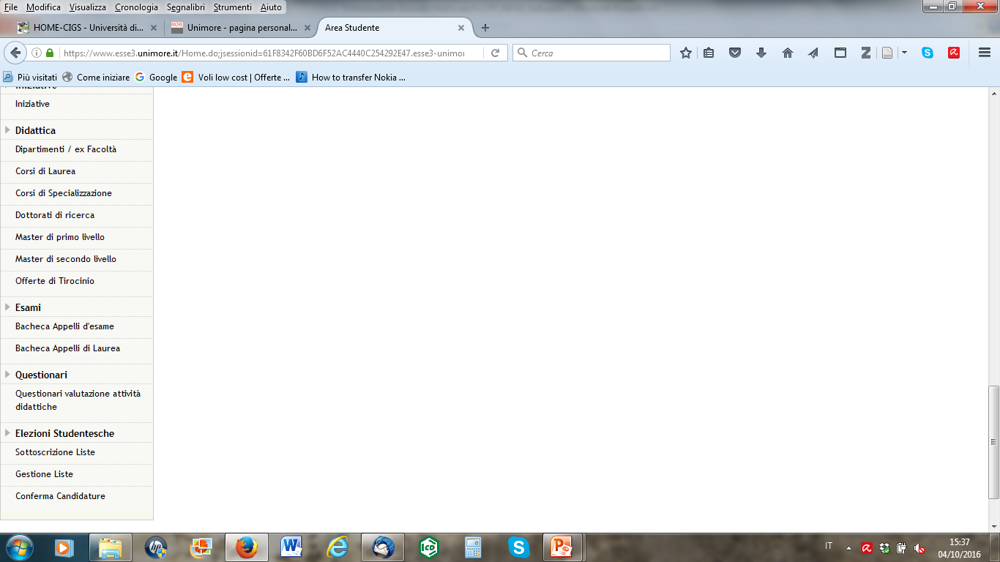 File Modifica Visualizza Cronologia Segnalibri Strumenti Aiuto
HOME-CIGS - Università di... Unimore - pagina personal... Area Studente
https://www.esse3.unimore.it/Home.do;jsessionid=61F8342F60BD6F52AC4440C254292E47.esse3-unimor Cerca
Più visitati Come iniziare Google Voli low cost | Offerte ... How to transfer Nokia ...
Iniziative
Iniziative
Didattica
Dipartimenti / ex Facoltà
Corsi di Laurea
Corsi di Specializzazione
Dottorati di ricerca
Master di primo livello
Master di secondo livello
Offerte di Tirocinio
Esami
Bacheca Appelli d'esame
Bacheca Appelli di Laurea
Questionari
Questionari valutazione attività
didattiche
Elezioni Studentesche
Sottoscrizione Liste
Gestione Liste
Conferma Candidature
IT 15:37
04/10/2016